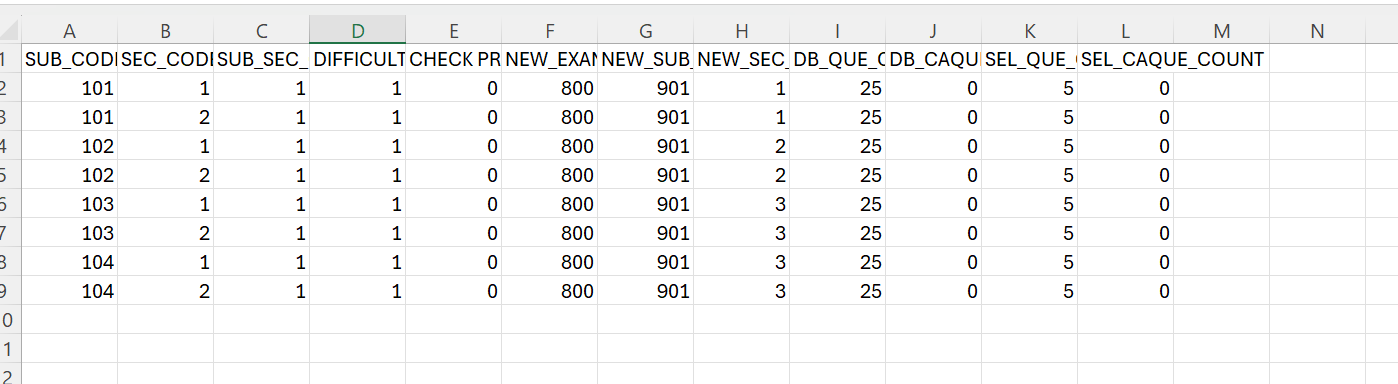 A B C D E F G H I J K L M N
1 SUB_CODI SEC_CODI SUB_SEC_ DIFFICULT CHECK PR NEW_EXAN NEW_SUB_ NEW_SEC_ DB_QUE_C DB_CAQUI SEL_QUE_( SEL_CAQUE_COUNT
2 101 1 1 1 0 800 901 1 25 0 5 0
3 101 2 1 1 0 800 901 1 25 0 5 0
4 102 1 1 1 0 800 901 2 25 0 5 0
5 102 2 1 1 0 800 901 2 25 0 5 0
6 103 1 1 1 0 800 901 3 25 0 5 0
7 103 2 1 1 0 800 901 3 25 0 5 0
8 104 1 1 1 0 800 901 3 25 0 5 0
9 104 2 1 1 0 800 901 3 25 0 5 0
0
1
2